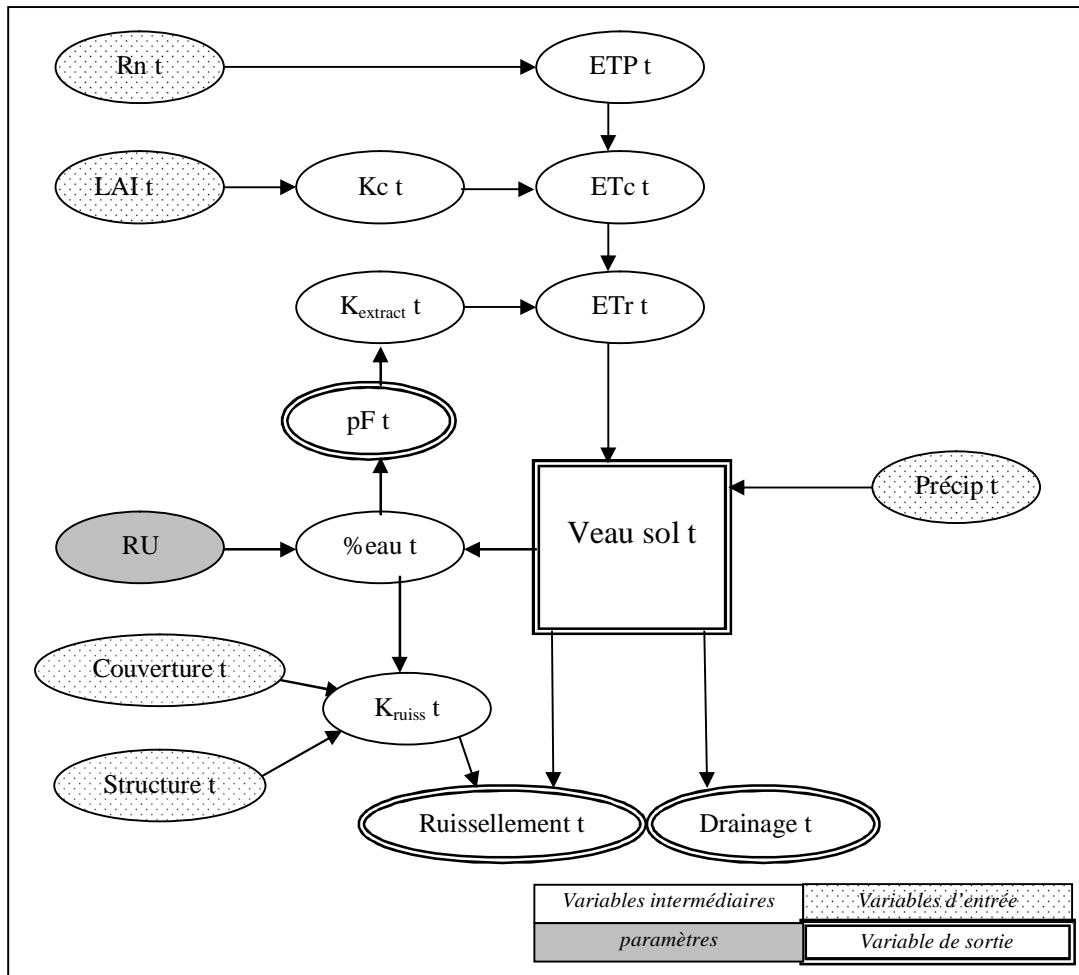 Rn t
ETP t
LAI t
Kc t
ETc t
Kextract t
ETr t
pF t
Précip t
Veau sol t
RU
%eau t
Couverture t
Kruiss t
Structure t
Ruissellement t
Drainage t
Variables intermédiaires
Variables d'entrée
paramètres
Variable de sortie